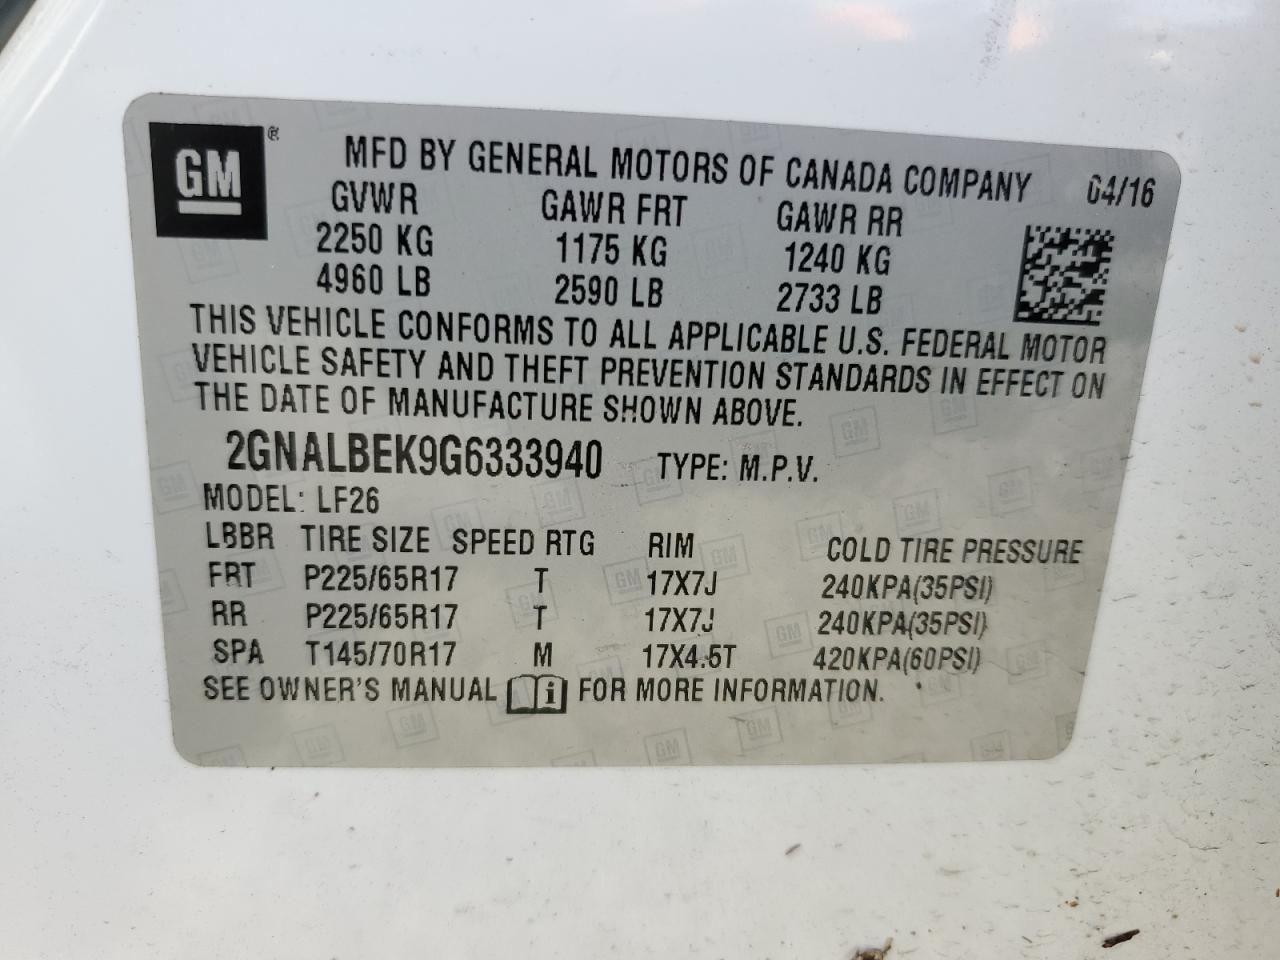 GM ®
MFD BY GENERAL MOTORS OF CANADA COMPANY 04/16
GVWR GAWR FRT GAWR RR
2250 KG 1175 KG 1240 KG
4960 LB 2590 LB 2733 LB
THIS VEHICLE CONFORMS TO ALL APPLICABLE U.S. FEDERAL MOTOR
VEHICLE SAFETY AND THEFT PREVENTION STANDARDS IN EFFECT ON
THE DATE OF MANUFACTURE SHOWN ABOVE.
2GNALBEK9G6333940 TYPE: M.P.V.
MODEL: LF26
LBBR TIRE SIZE SPEED RTG RIM COLD TIRE PRESSURE
FRT P225/65R17 T 17X7J 240KPA(35PSI)
RR P225/65R17 T 17X7J 240KPA(35PSI)
SPA T145/70R17 M 17X4.5T 420KPA(60PSI)
SEE OWNER'S MANUAL i FOR MORE INFORMATION.